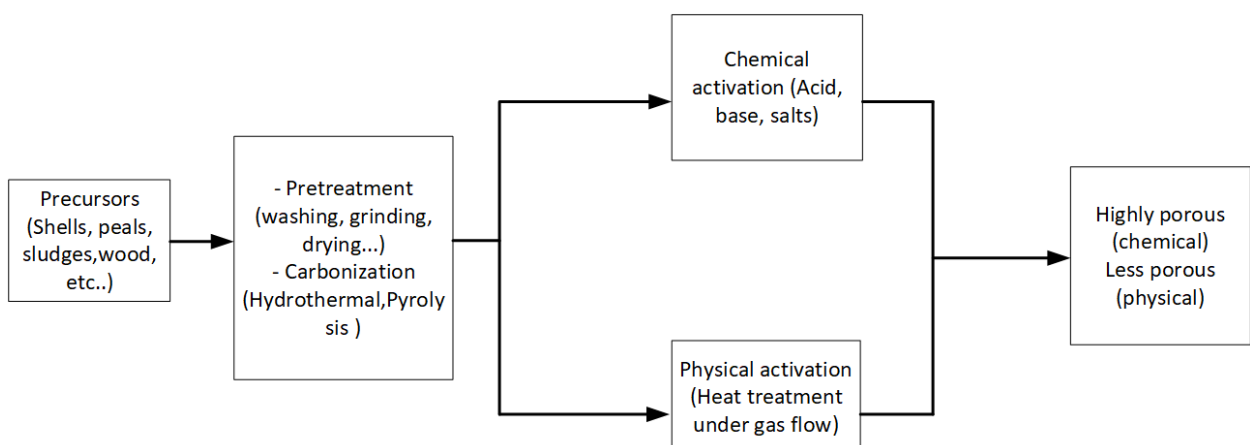 Precursors
(Shells, peals,
sludges,wood,
etc..)
- Pretreatment
(washing, grinding,
drying...)
- Carbonization
(Hydrothermal,Pyroly
sis )
Chemical
activation (Acid,
base, salts)
Physical activation
(Heat treatment
under gas flow)
Highly porous
(chemical)
Less porous
(physical)